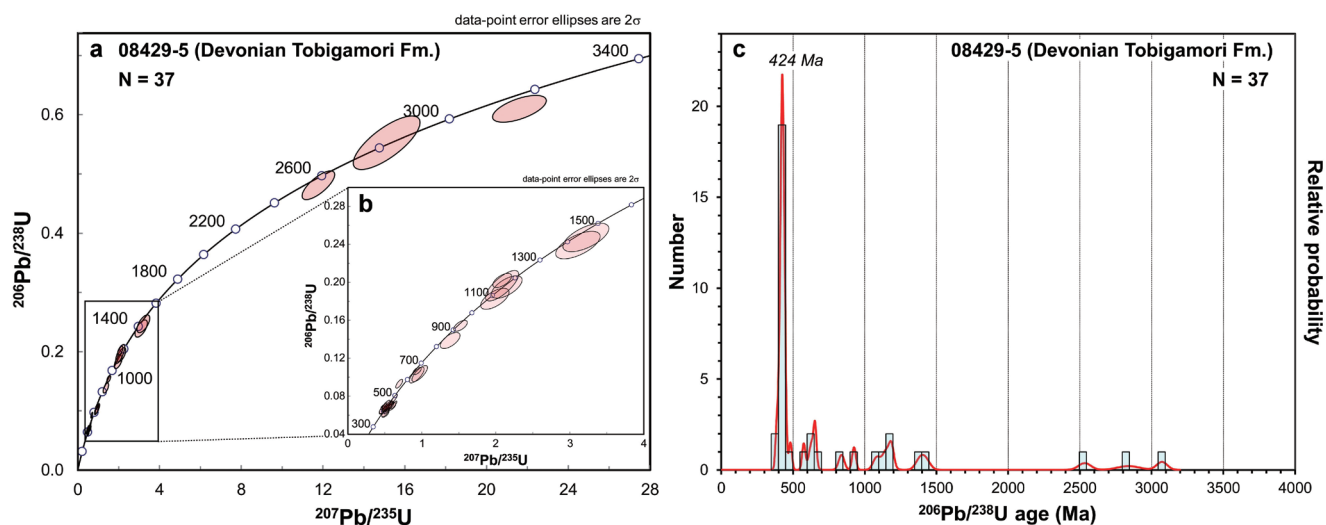 data-point error ellipses are 2σ
a 08429-5 (Devonian Tobigamori Fm.)
N = 37
3400
3000
2600
2200
1800
1400
1000
0.6
0.4
0.2
0.0
²⁰⁶Pb/²³⁸U
0 4 8 12 16 20 24 28
²⁰⁷Pb/²³⁵U
data-point error ellipses are 2σ
b
0.28
0.24
0.20
0.16
0.12
0.08
0.04
²⁰⁶Pb/²³⁸U
1500
1300
1100
900
700
500
300
0 1 2 3 4
²⁰⁷Pb/²³⁵U
c 424 Ma 08429-5 (Devonian Tobigamori Fm.)
N = 37
20
15
10
5
0
Number
Relative probability
0 500 1000 1500 2000 2500 3000 3500 4000
²⁰⁶Pb/²³⁸U age (Ma)